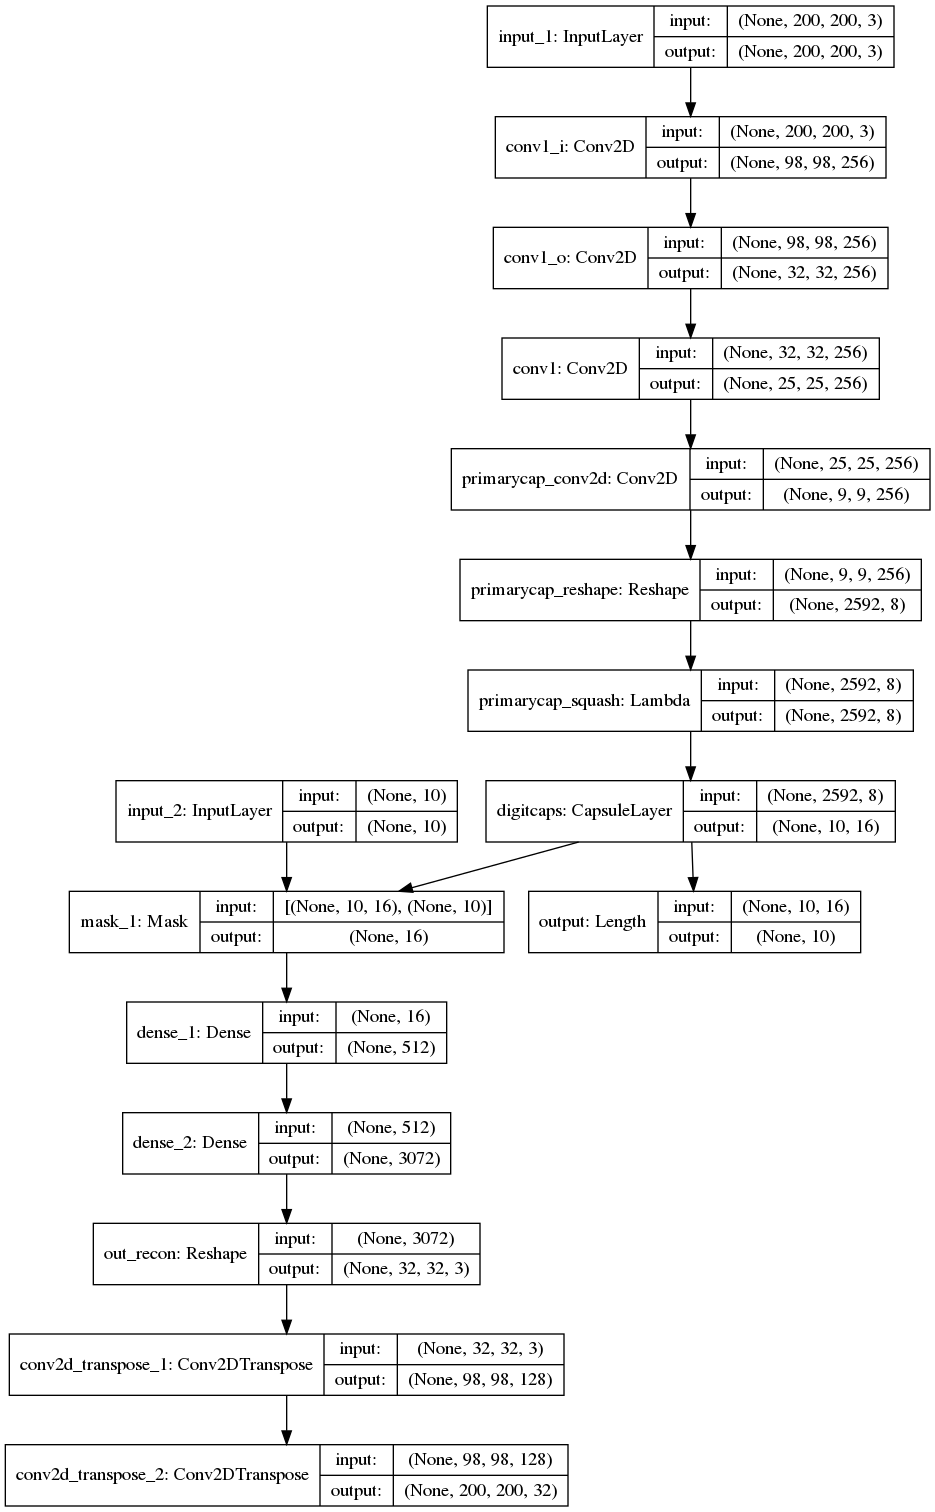 input_1: InputLayer
input: (None, 200, 200, 3)
output: (None, 200, 200, 3)
conv1_i: Conv2D
input: (None, 200, 200, 3)
output: (None, 98, 98, 256)
conv1_o: Conv2D
input: (None, 98, 98, 256)
output: (None, 32, 32, 256)
conv1: Conv2D
input: (None, 32, 32, 256)
output: (None, 25, 25, 256)
primarycap_conv2d: Conv2D
input: (None, 25, 25, 256)
output: (None, 9, 9, 256)
primarycap_reshape: Reshape
input: (None, 9, 9, 256)
output: (None, 2592, 8)
primarycap_squash: Lambda
input: (None, 2592, 8)
output: (None, 2592, 8)
input_2: InputLayer
input: (None, 10)
output: (None, 10)
digitcaps: CapsuleLayer
input: (None, 2592, 8)
output: (None, 10, 16)
mask_1: Mask
input: [(None, 10, 16), (None, 10)]
output: (None, 16)
output: Length
input: (None, 10, 16)
output: (None, 10)
dense_1: Dense
input: (None, 16)
output: (None, 512)
dense_2: Dense
input: (None, 512)
output: (None, 3072)
out_recon: Reshape
input: (None, 3072)
output: (None, 32, 32, 3)
conv2d_transpose_1: Conv2DTranspose
input: (None, 32, 32, 3)
output: (None, 98, 98, 128)
conv2d_transpose_2: Conv2DTranspose
input: (None, 98, 98, 128)
output: (None, 200, 200, 32)